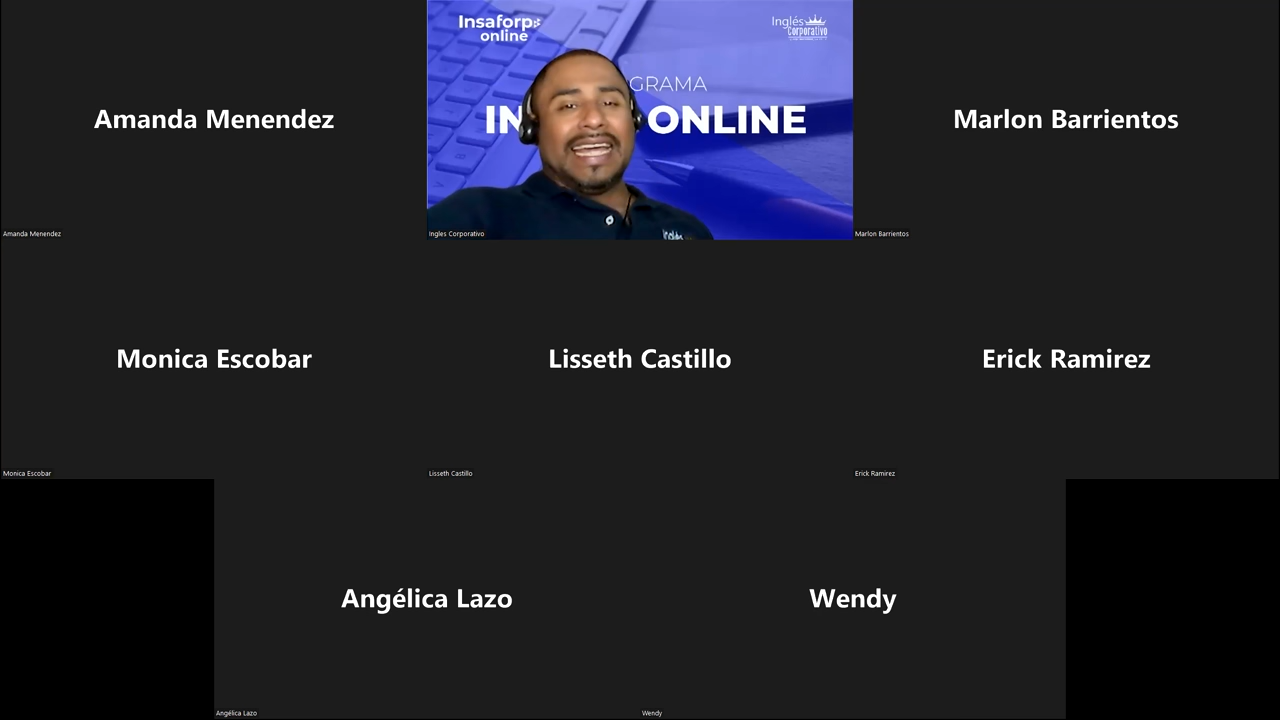 Insaforp
online
Inglés
Corporativo
GRAMA
IN ONLINE
Amanda Menendez
Marlon Barrientos
Amanda Menendez
Ingles Corporativo
Marlon Barrientos
Monica Escobar
Lisseth Castillo
Erick Ramirez
Monica Escobar
Lisseth Castillo
Erick Ramirez
Angélica Lazo
Wendy
Angélica Lazo
Wendy